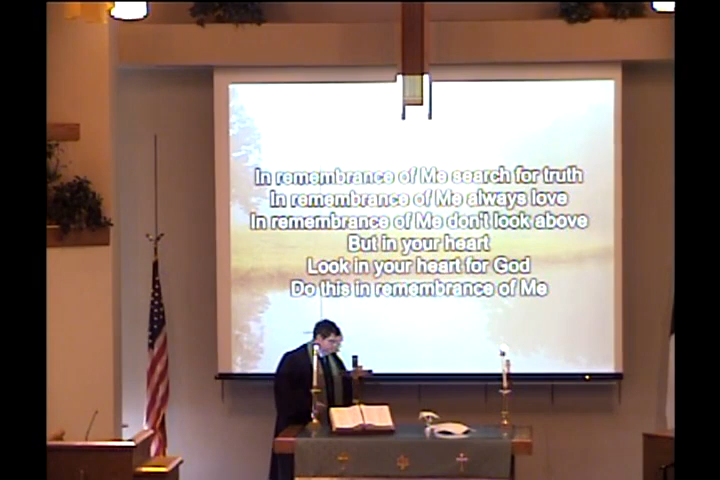 In remembrance of Me search for truth
In remembrance of Me always love
In remembrance of Me don't look above
But in your heart
Look in your heart for God
Do this in remembrance of Me